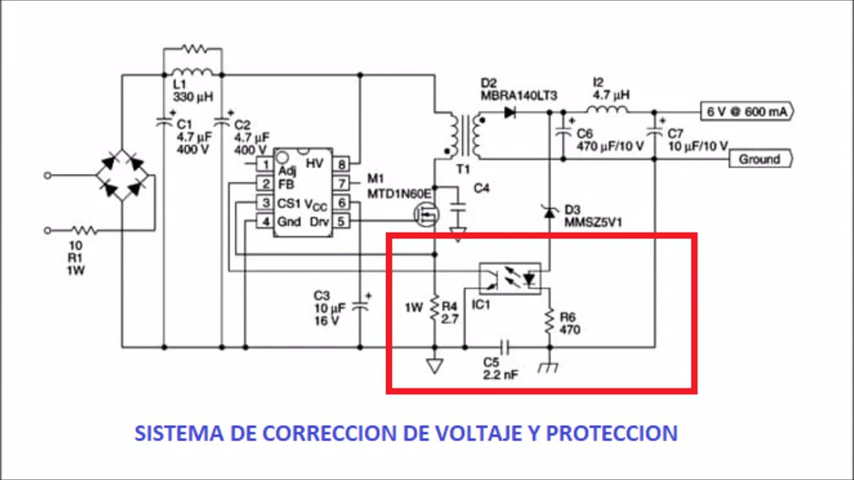 L1
330 µH
C1
4.7 µF
400 V
C2
4.7 µF
400 V
10
R1
1W
1
Adj
HV
8
2
FB
7
3
CS1
VCC
6
4
Gnd
Drv
5
M1
MTD1N60E
C3
10 µF
16 V
T1
C4
D2
MBRA140LT3
I2
4.7 µH
C6
470 µF/10 V
C7
10 µF/10 V
6 V @ 600 mA
Ground
D3
MMSZ5V1
1W
R4
2.7
IC1
R6
470
C5
2.2 nF
SISTEMA DE CORRECCION DE VOLTAJE Y PROTECCION